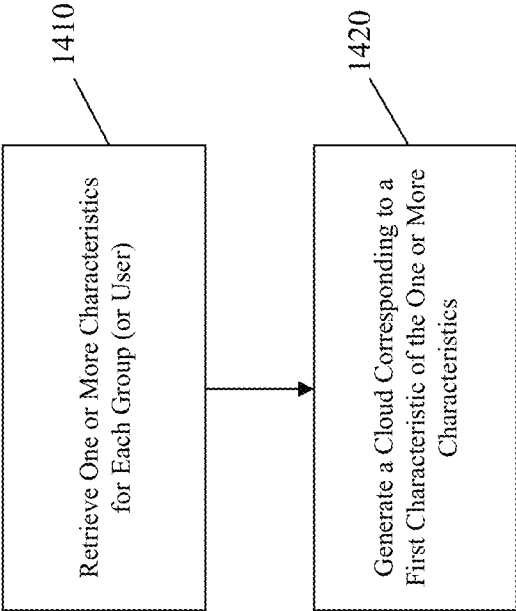 1410
Retrieve One or More Characteristics
for Each Group (or User)
1420
Generate a Cloud Corresponding to a
First Characteristic of the One or More
Characteristics